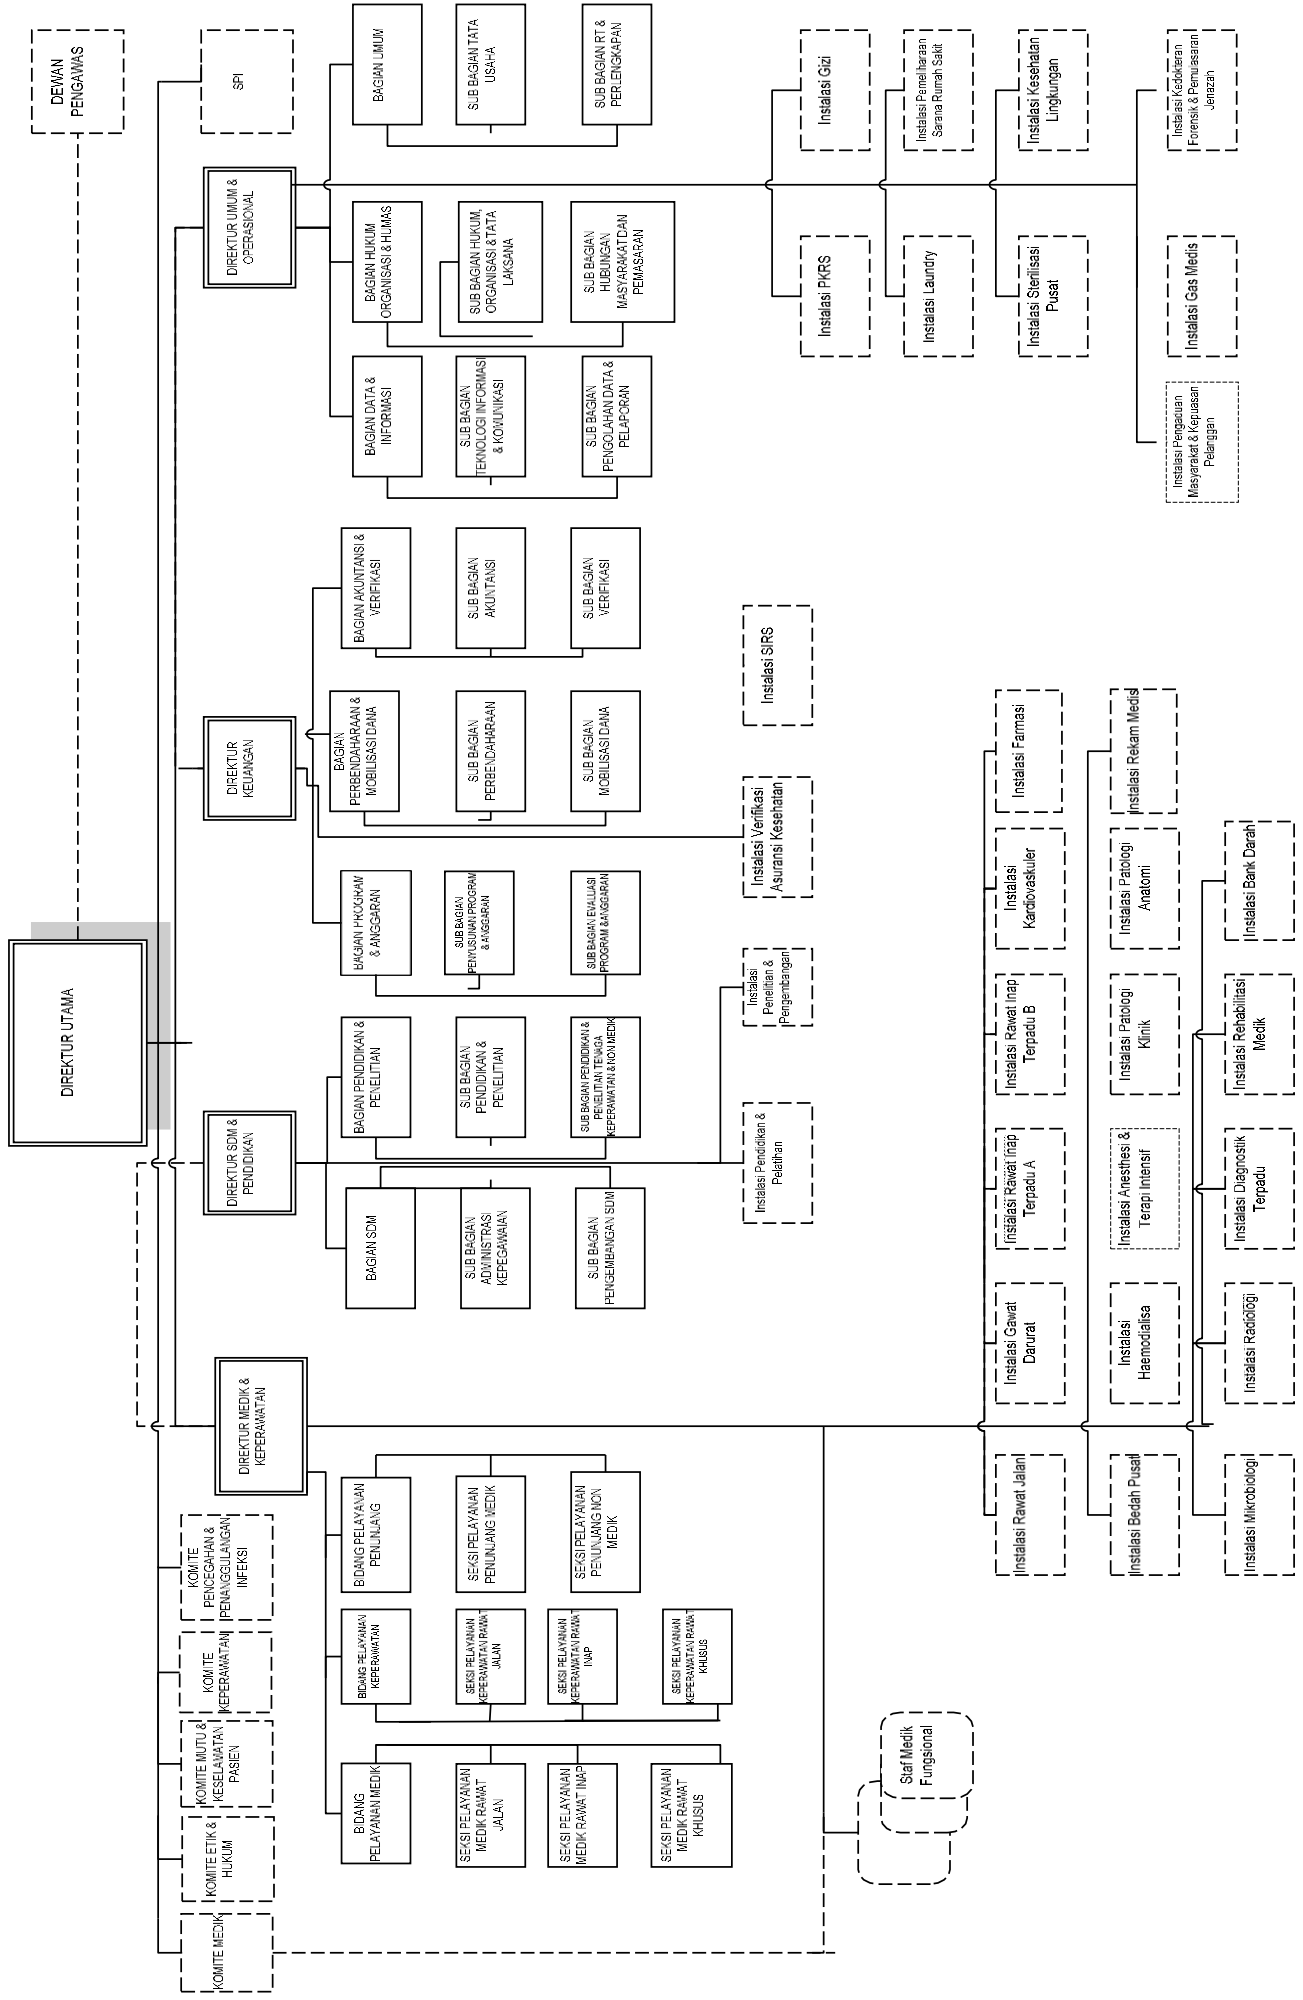 DIREKTUR UTAMA
DEWAN
PENGAWAS
KOMITE MEDIK
KOMITE ETIK &
HUKUM
KOMITE MUTU &
KESELAMATAN
PASIEN
KOMITE
KEPERAWATAN
KOMITE
PENCEGAHAN &
PENANGGULANGAN
INFEKSI
SPI
DIREKTUR MEDIK &
KEPERAWATAN
DIREKTUR SDM &
PENDIDIKAN
DIREKTUR
KEUANGAN
DIREKTUR UMUM &
OPERASIONAL
BIDANG
PELAYANAN MEDIK
SEKSI PELAYANAN
MEDIK RAWAT
JALAN
SEKSI PELAYANAN
MEDIK RAWAT INAP
SEKSI PELAYANAN
MEDIK RAWAT
KHUSUS
BIDANG PELAYANAN
KEPERAWATAN
SEKSI PELAYANAN
KEPERAWATAN RAWAT
JALAN
SEKSI PELAYANAN
KEPERAWATAN RAWAT
INAP
SEKSI PELAYANAN
KEPERAWATAN RAWAT
KHUSUS
BIDANG PELAYANAN
PENUNJANG
SEKSI PELAYANAN
PENUNJANG MEDIK
SEKSI PELAYANAN
PENUNJANG NON
MEDIK
BAGIAN SDM
SUB BAGIAN
ADMINISTRASI
KEPEGAWAIAN
SUB BAGIAN
PENGEMBANGAN SDM
BAGIAN PENDIDIKAN &
PENELITIAN
SUB BAGIAN
PENDIDIKAN &
PENELITIAN
SUB BAGIAN PENDIDIKAN &
PENELITIAN TENAGA
KEPERAWATAN & NON MEDIK
BAGIAN PROGRAM
& ANGGARAN
SUB BAGIAN
PENYUSUNAN PROGRAM
& ANGGARAN
SUB BAGIAN EVALUASI
PROGRAM & ANGGARAN
BAGIAN
PERBENDAHARAAN &
MOBILISASI DANA
SUB BAGIAN
PERBENDAHARAAN
SUB BAGIAN
MOBILISASI DANA
BAGIAN AKUNTANSI &
VERIFIKASI
SUB BAGIAN
AKUNTANSI
SUB BAGIAN
VERIFIKASI
BAGIAN DATA &
INFORMASI
SUB BAGIAN
TEKNOLOGI INFORMASI
& KOMUNIKASI
SUB BAGIAN
PENGOLAHAN DATA &
PELAPORAN
BAGIAN HUKUM
ORGANISASI & HUMAS
SUB BAGIAN HUKUM,
ORGANISASI & TATA
LAKSANA
SUB BAGIAN
HUBUNGAN
MASYARAKAT DAN
PEMASARAN
BAGIAN UMUM
SUB BAGIAN TATA
USAHA
SUB BAGIAN RT &
PERLENGKAPAN
Instalasi Pendidikan &
Pelatihan
Instalasi
Penelitian &
Pengembangan
Instalasi Verifikasi
Asuransi Kesehatan
Instalasi SIRS
Instalasi PKRS
Instalasi Gizi
Instalasi Laundry
Instalasi Pemeliharaan
Sarana Rumah Sakit
Instalasi Sterilisasi
Pusat
Instalasi Kesehatan
Lingkungan
Instalasi Pengaduan
Masyarakat & Kepuasan
Pelanggan
Instalasi Gas Medis
Instalasi Kedokteran
Forensik & Pemulasaran
Jenazah
Staf Medik
Fungsional
Instalasi Rawat Jalan
Instalasi Gawat
Darurat
Instalasi Rawat Inap
Terpadu A
Instalasi Rawat Inap
Terpadu B
Instalasi
Kardiovaskuler
Instalasi Farmasi
Instalasi Bedah Pusat
Instalasi
Haemodialisa
Instalasi Anesthesi &
Terapi Intensif
Instalasi Patologi
Klinik
Instalasi Patologi
Anatomi
Instalasi Rekam Medis
Instalasi Mikrobiologi
Instalasi Radiologi
Instalasi Diagnostik
Terpadu
Instalasi Rehabilitasi
Medik
Instalasi Bank Darah